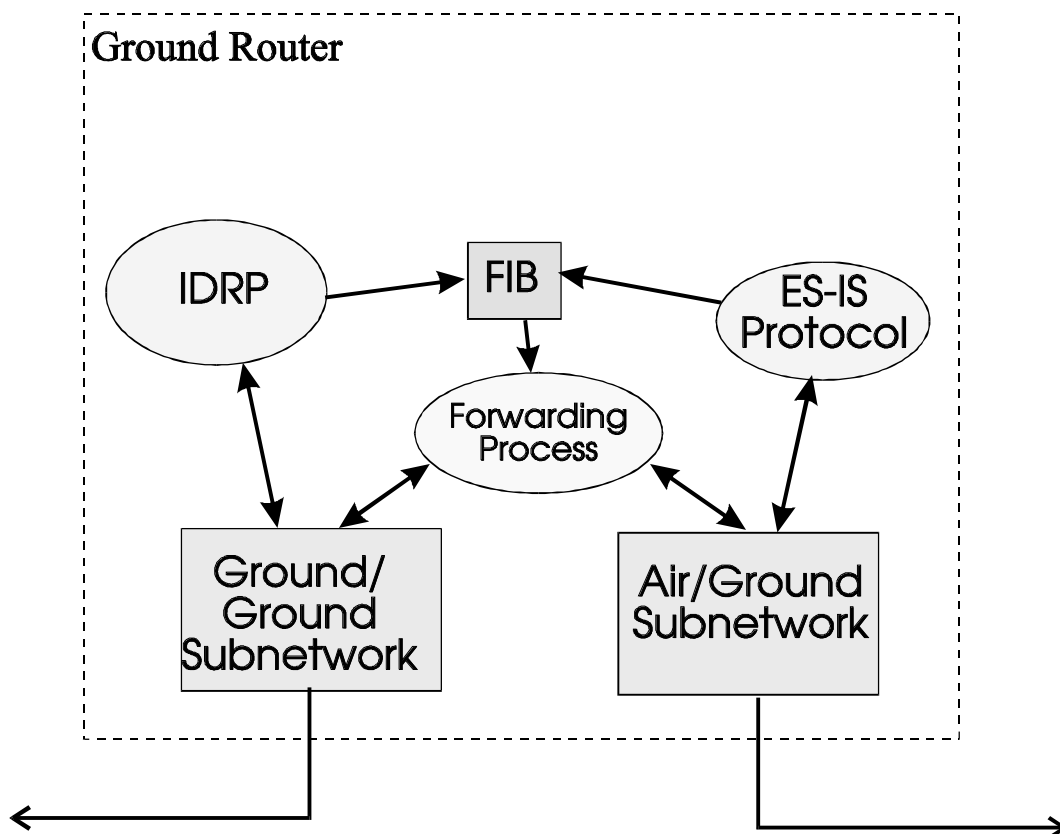 Ground Router
IDRP
FIB
ES-IS
Protocol
Forwarding
Process
Ground/
Ground
Subnetwork
Air/Ground
Subnetwork